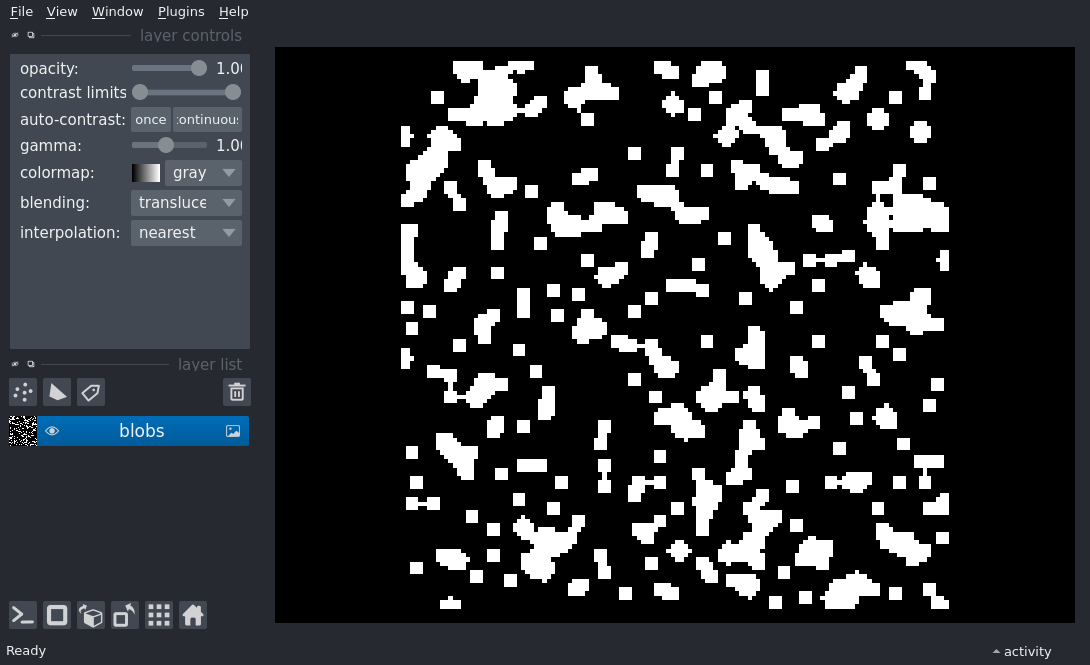 File View Window Plugins Help
layer controls
opacity: 1.0
contrast limits
auto-contrast: once continuous
gamma: 1.0
colormap: gray
blending: transluce
interpolation: nearest
layer list
blobs
Ready
activity